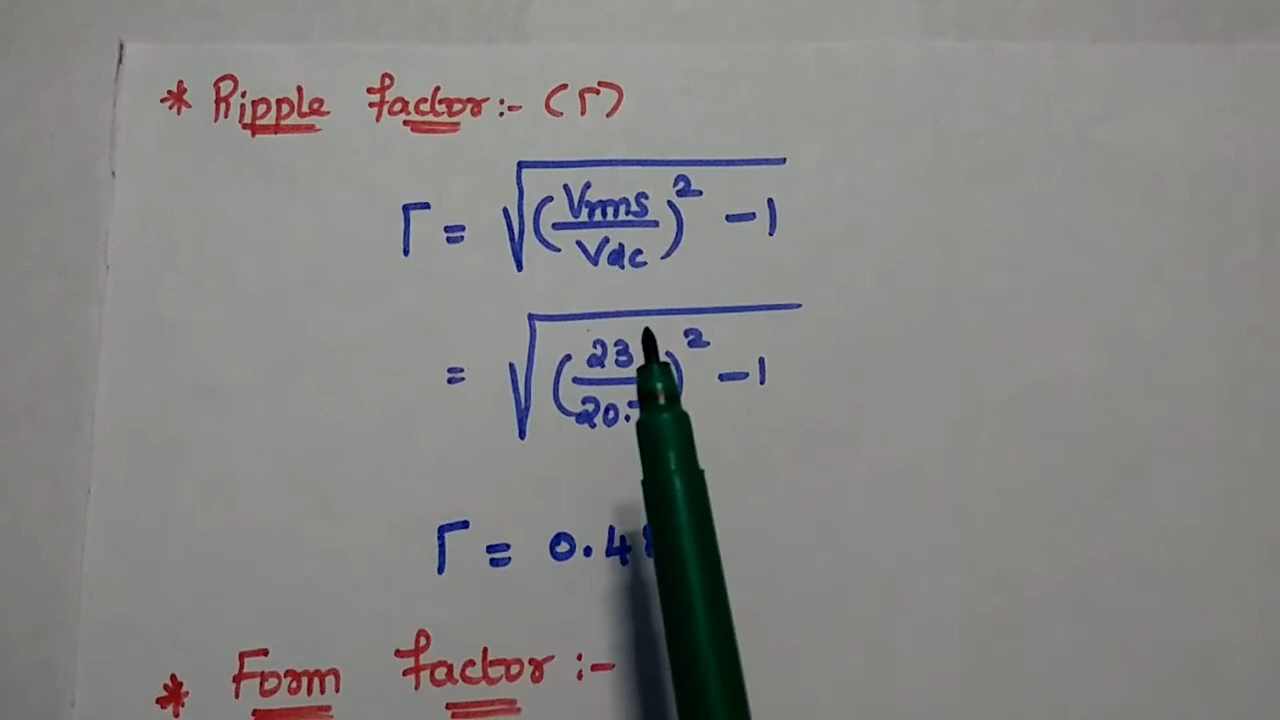 * Ripple factor :- (Γ)
Γ = √((Vrms/Vdc)² - 1)
= √((23/20.)² - 1)
Γ = 0.4
* Form factor :-